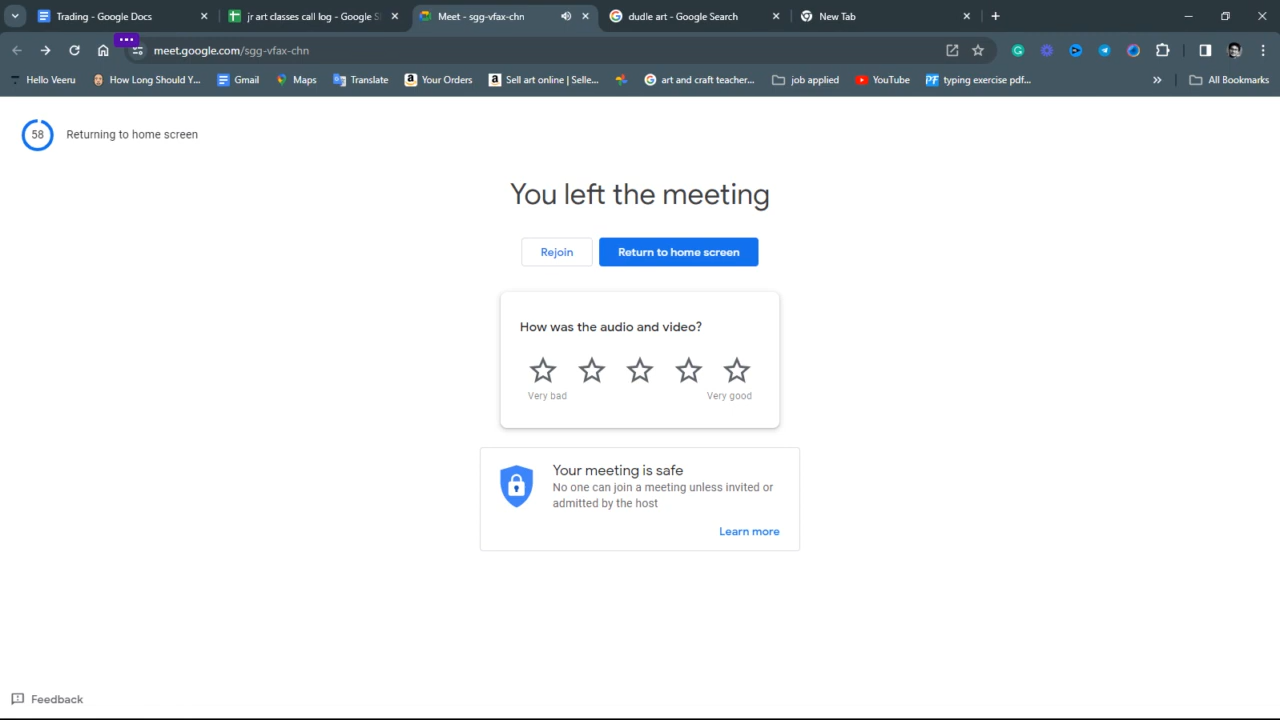 Trading - Google Docs
jr art classes call log - Google S
Meet - sgg-vfax-chn
dudle art - Google Search
New Tab
meet.google.com/sgg-vfax-chn
Hello Veeru
How Long Should Y...
Gmail
Maps
Translate
Your Orders
Sell art online | Selle...
art and craft teacher...
job applied
YouTube
typing exercise pdf...
»
All Bookmarks
58
Returning to home screen
You left the meeting
Rejoin
Return to home screen
How was the audio and video?
Very bad
Very good
Your meeting is safe
No one can join a meeting unless invited or
admitted by the host
Learn more
Feedback